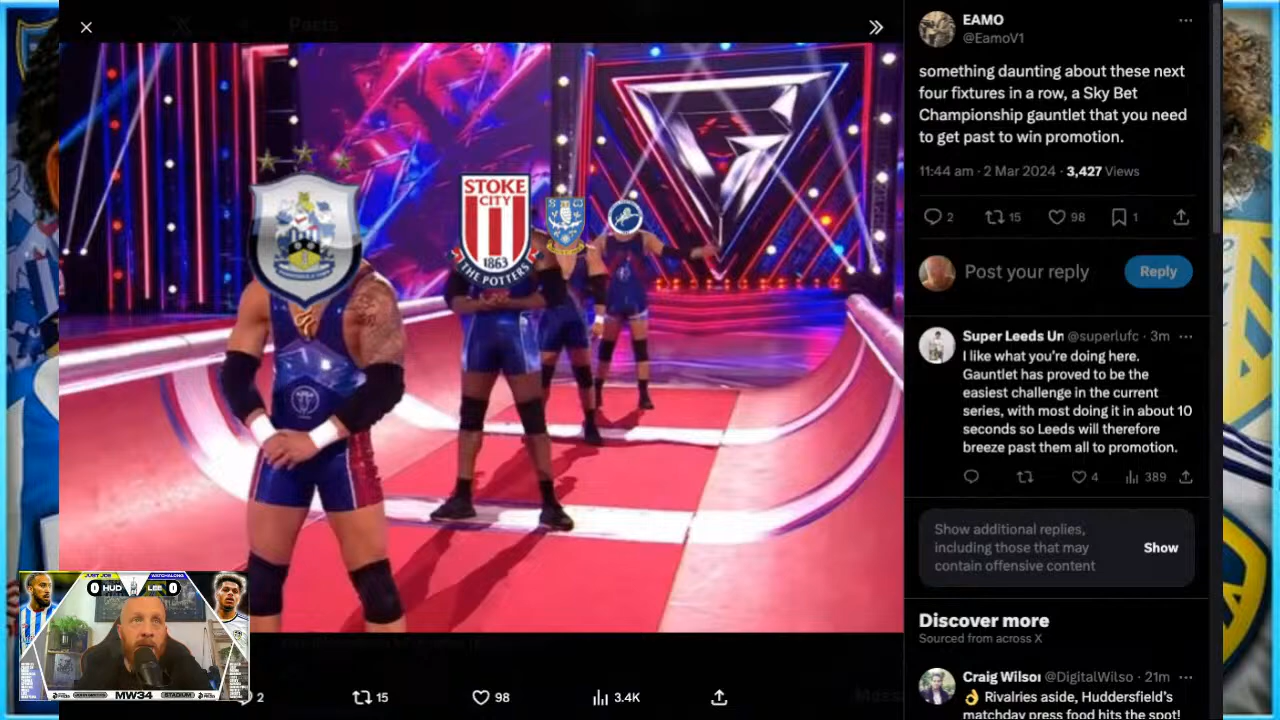 EAMO
@EamoV1
something daunting about these next
four fixtures in a row, a Sky Bet
Championship gauntlet that you need
to get past to win promotion.
11:44 am · 2 Mar 2024 · 3,427 Views
2 15 98 1
Post your reply
Reply
Super Leeds Un @superlufc · 3m
I like what you're doing here.
Gauntlet has proved to be the
easiest challenge in the current
series, with most doing it in about 10
seconds so Leeds will therefore
breeze past them all to promotion.
4 389
Show additional replies,
including those that may
contain offensive content
Show
Discover more
Sourced from across X
Craig Wilson @DigitalWilso · 21m
👌 Rivalries aside, Huddersfield's
matchday press food hits the spot!
Posts
STOKE
CITY
1863
THE POTTERS
2 15 98 3.4K
JUST JOE WATCHALONG
0 HUD LEE 0
MW34 STADIUM